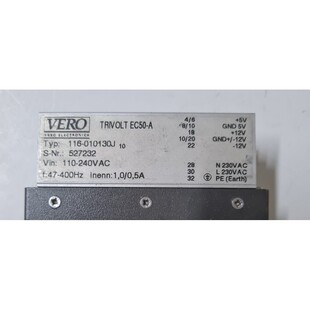 VERO
VERO ELECTRONICS
TRIVOLT EC50-A
Typ: 116-010130J 10
S-Nr.: 527232
Vin: 110-240VAC
f:47-400Hz Inenn:1,0/0,5A
4/6 +5V
8/10 GND 5V
18 +12V
10/20 GND+/-12V
22 -12V
28 N 230VAC
30 L 230VAC
32 PE (Earth)